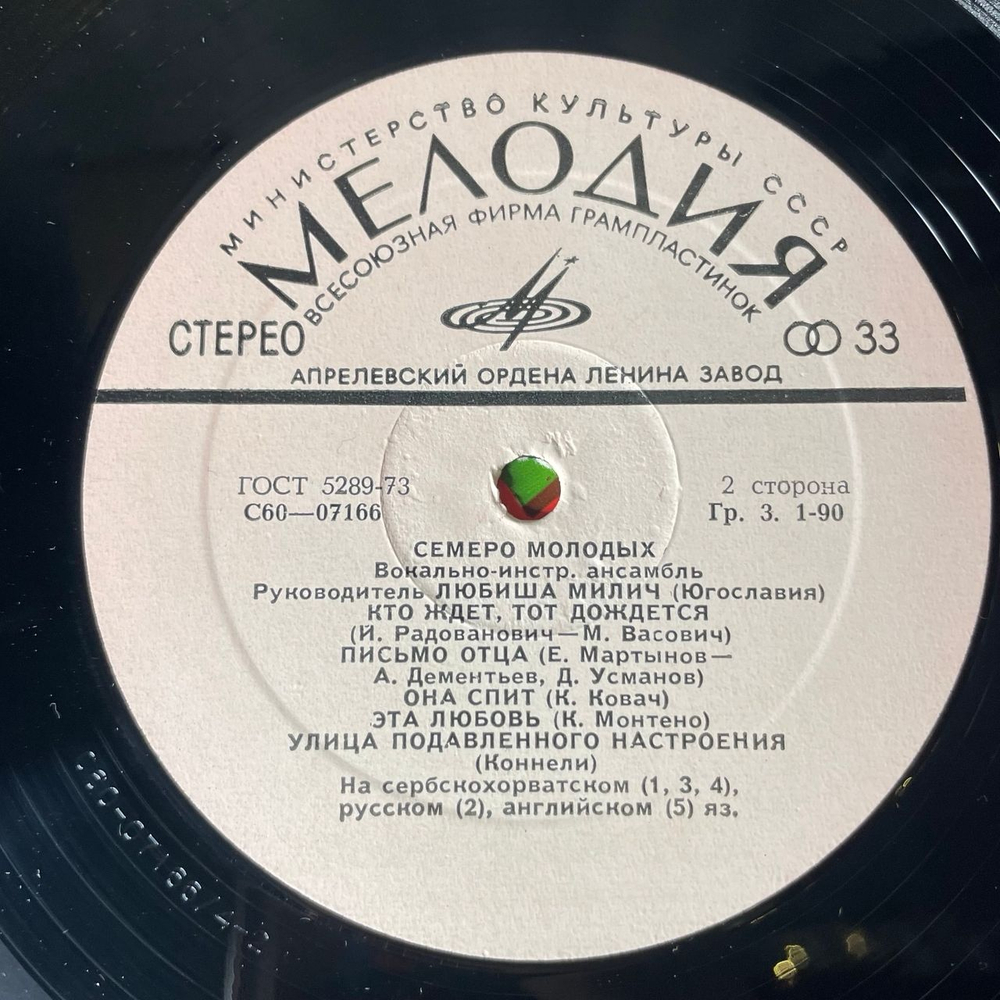 МИНИСТЕРСТВО КУЛЬТУРЫ СССР
МЕЛОДИЯ
ВСЕСОЮЗНАЯ ФИРМА ГРАМПЛАСТИНОК
СТЕРЕО
33
АПРЕЛЕВСКИЙ ОРДЕНА ЛЕНИНА ЗАВОД
ГОСТ 5289-73
2 сторона
С60—07166
Гр. 3. 1-90
СЕМЕРО МОЛОДЫХ
Вокально-инстр. ансамбль
Руководитель ЛЮБИША МИЛИЧ (Югославия)
КТО ЖДЕТ, ТОТ ДОЖДЕТСЯ
(Й. Радованович—М. Васович)
ПИСЬМО ОТЦА (Е. Мартынов—
А. Дементьев, Д. Усманов)
ОНА СПИТ (К. Ковач)
ЭТА ЛЮБОВЬ (К. Монтено)
УЛИЦА ПОДАВЛЕННОГО НАСТРОЕНИЯ
(Коннели)
На сербскохорватском (1, 3, 4),
русском (2), английском (5) яз.